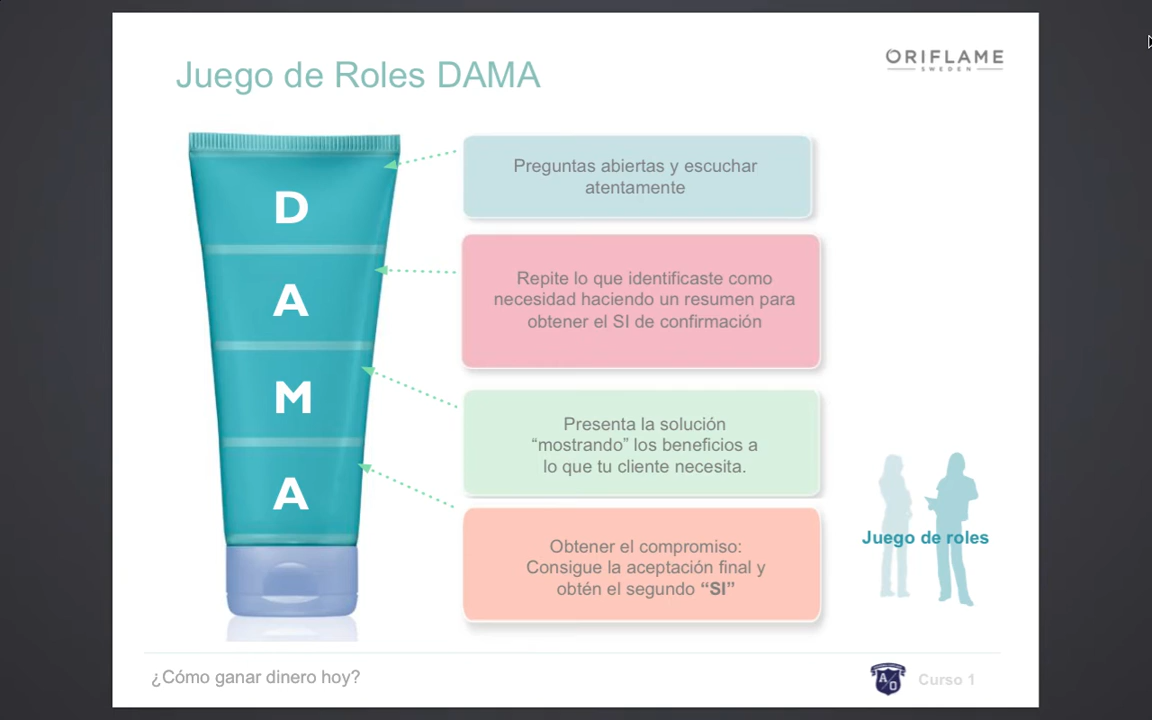 Juego de Roles DAMA
ORIFLAME
SWEDEN
D
Preguntas abiertas y escuchar
atentamente
A
Repite lo que identificaste como
necesidad haciendo un resumen para
obtener el SI de confirmación
M
Presenta la solución
“mostrando” los beneficios a
lo que tu cliente necesita.
A
Obtener el compromiso:
Consigue la aceptación final y
obtén el segundo “SI”
Juego de roles
¿Cómo ganar dinero hoy?
A
O
Curso 1